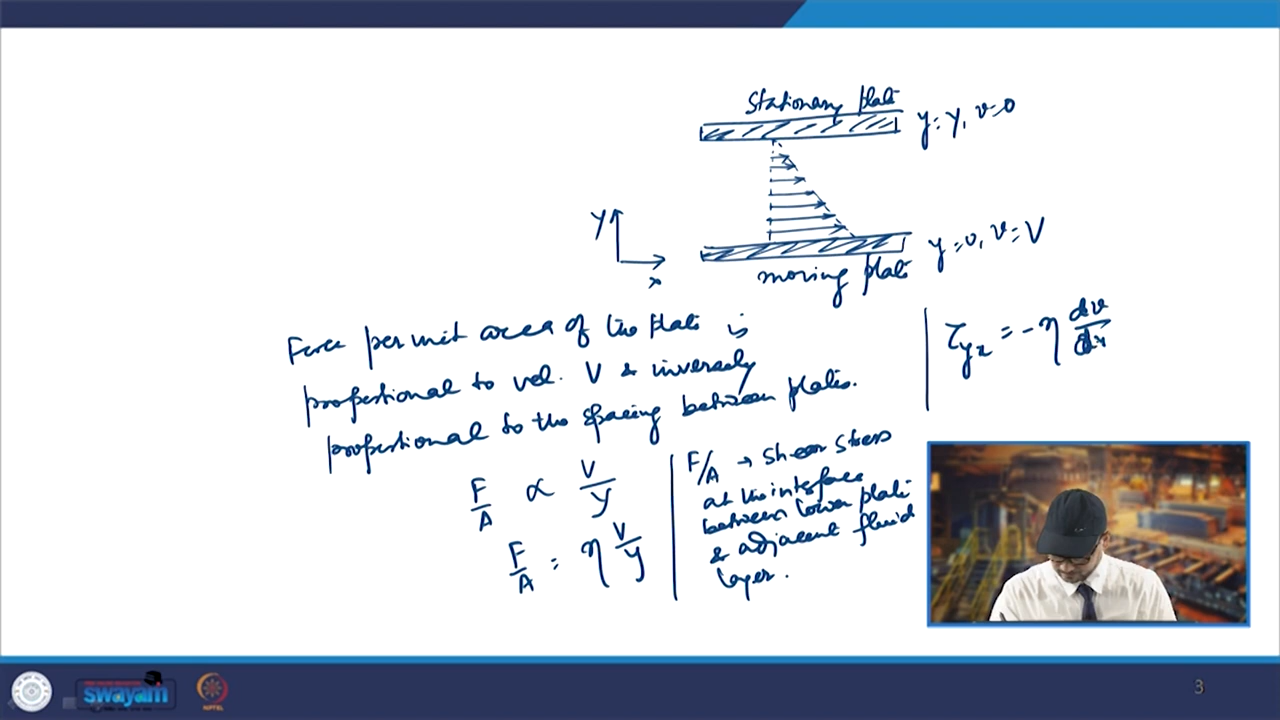 Stationary plate
y=Y, v=0
Y
x
y=0, v=V
moving plate
Force per unit area of the plate is
proportional to vel. V & inversely
proportional to the spacing between plates.
F/A ∝ V/Y
F/A = η V/Y
F/A → Shear Stress
at the interface
between lower plate
& adjacent fluid
layer.
τyx = -η dv/dy
swayam
NPTEL
3